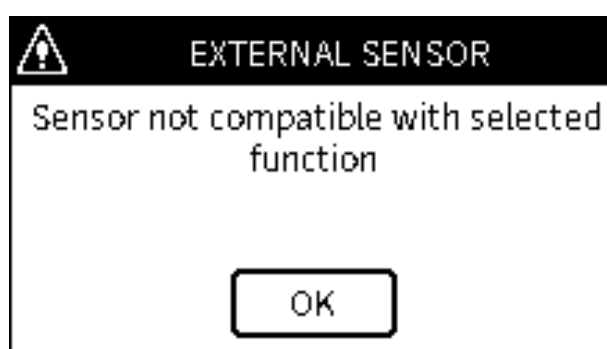 EXTERNAL SENSOR
Sensor not compatible with selected
function
OK